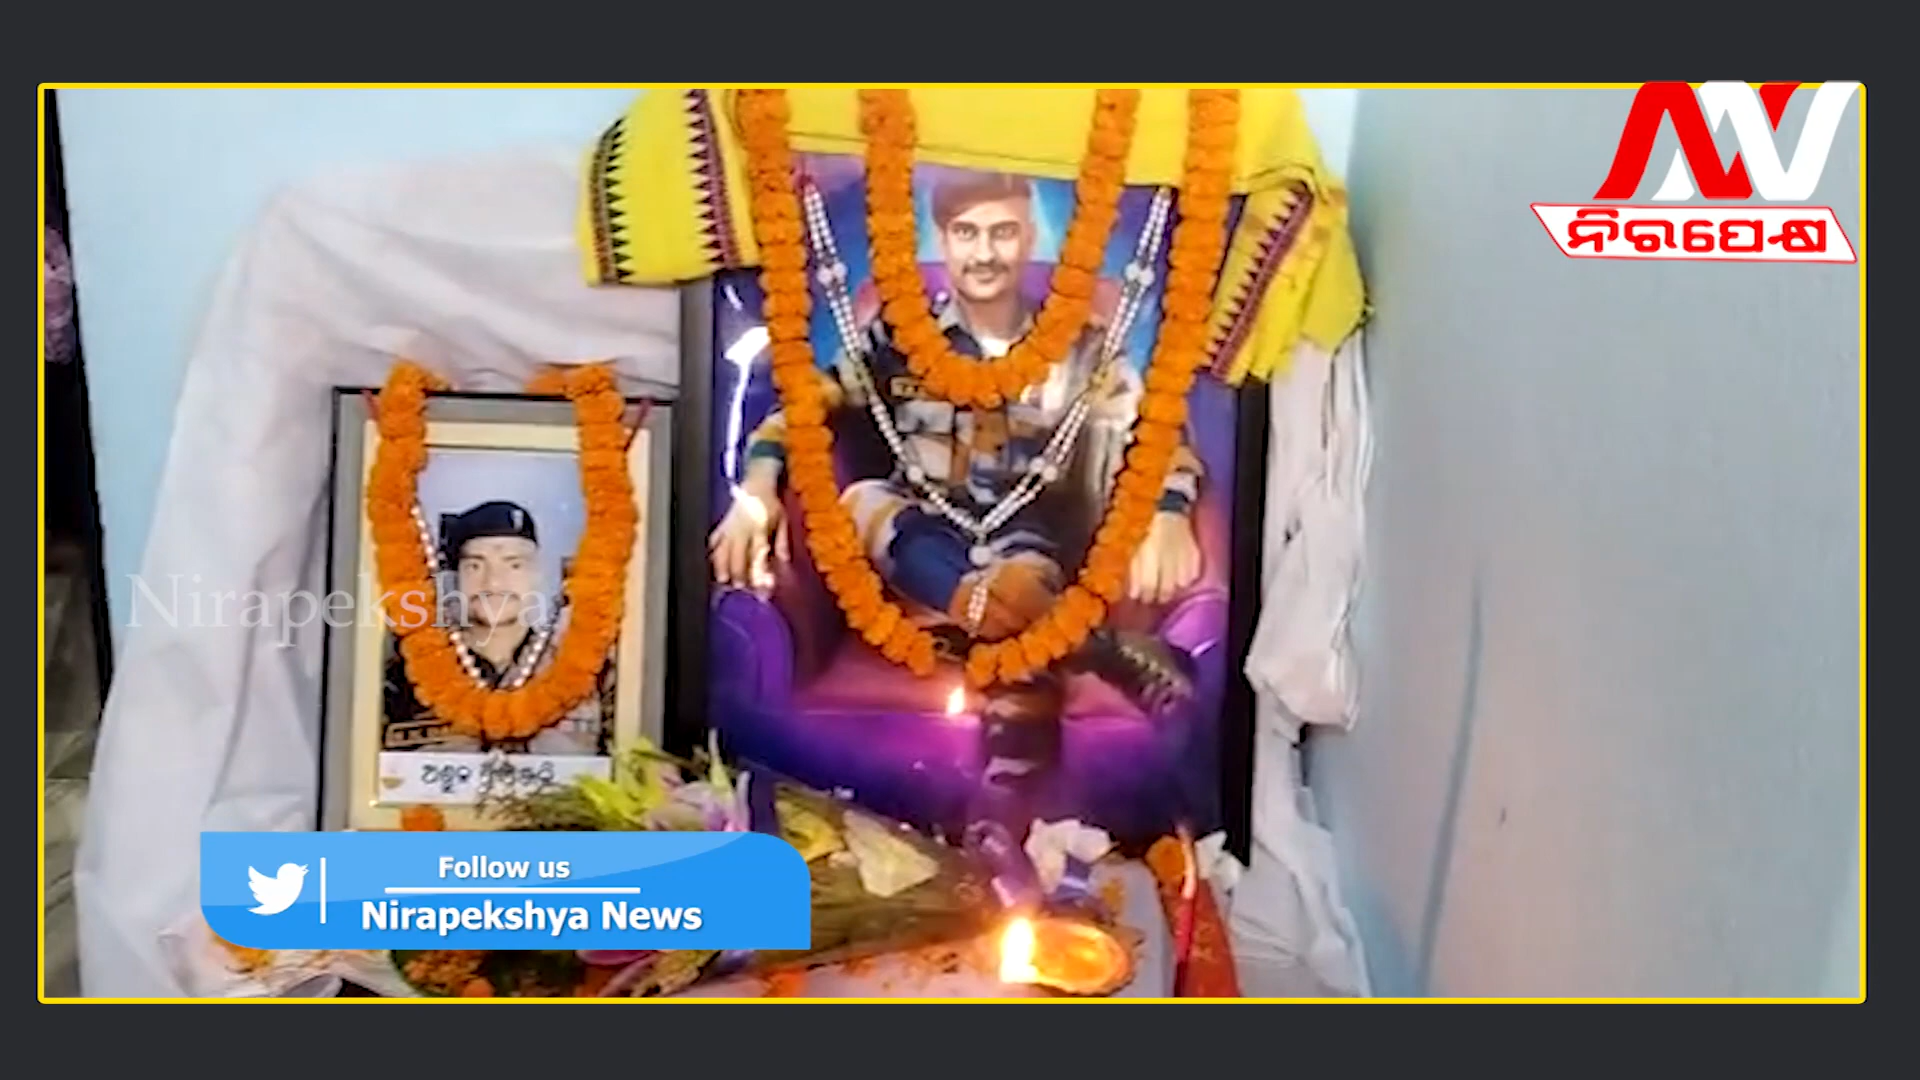 ନିରପେକ୍ଷ
Nirapekshya
Follow us
Nirapekshya News